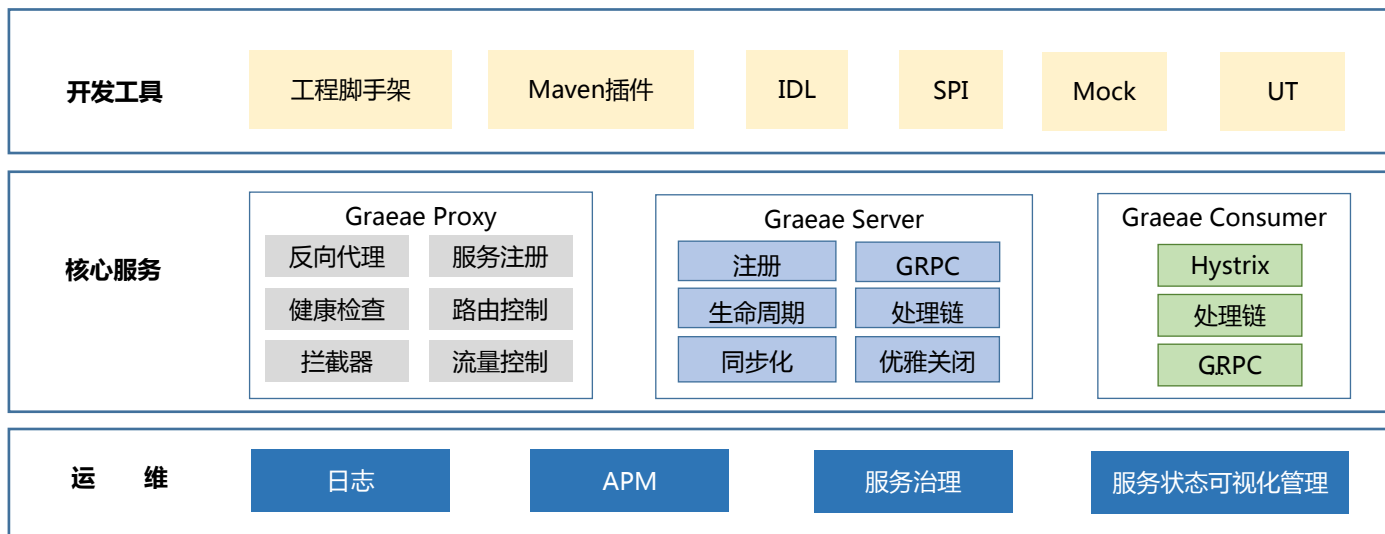 开发工具
工程脚手架
Maven插件
IDL
SPI
Mock
UT
核心服务
Graeae Proxy
反向代理
服务注册
健康检查
路由控制
拦截器
流量控制
Graeae Server
注册
GRPC
生命周期
处理链
同步化
优雅关闭
Graeae Consumer
Hystrix
处理链
GRPC
运 维
日志
APM
服务治理
服务状态可视化管理